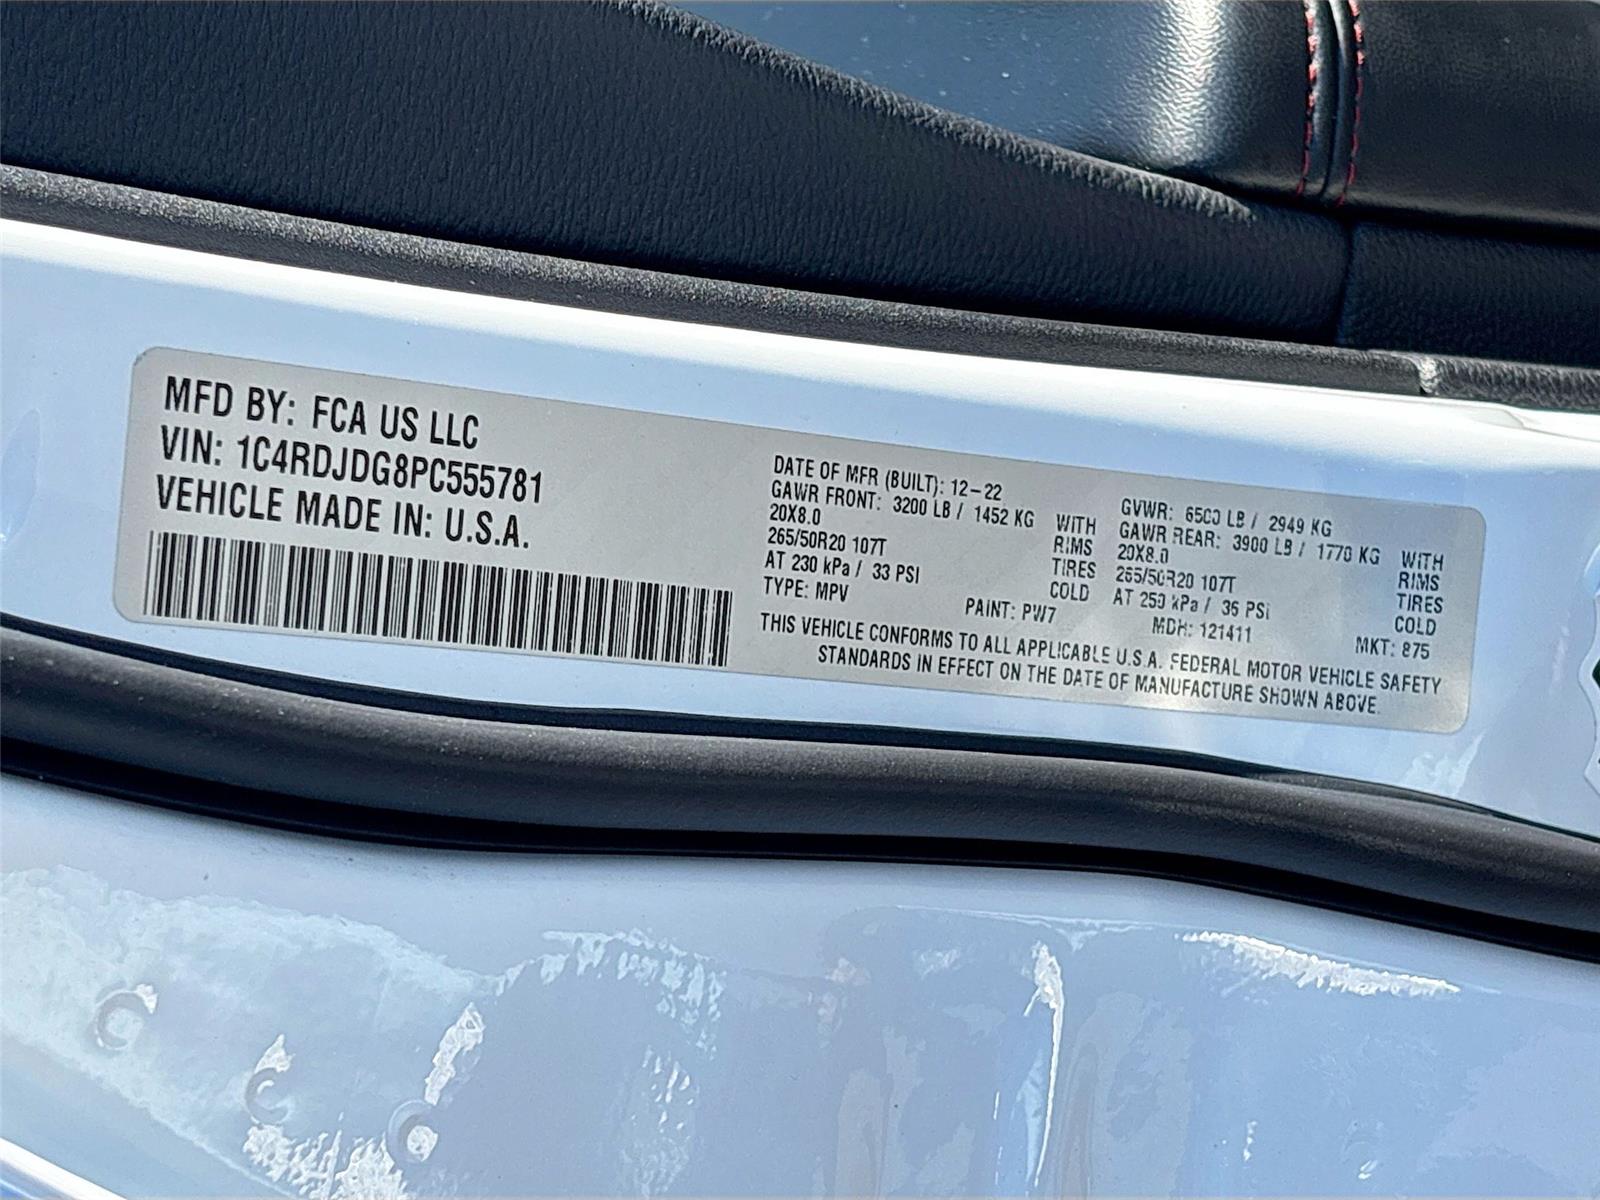 MFD BY: FCA US LLC
VIN: 1C4RDJDG8PC555781
VEHICLE MADE IN: U.S.A.
DATE OF MFR (BUILT): 12-22
GAWR FRONT: 3200 LB / 1452 KG WITH
20X8.0 RIMS
265/50R20 107T TIRES
AT 230 kPa / 33 PSI COLD
TYPE: MPV PAINT: PW7
GVWR: 6500 LB / 2949 KG
GAWR REAR: 3900 LB / 1770 KG WITH
20X8.0 RIMS
265/50R20 107T TIRES
AT 250 kPa / 36 PSI COLD
MDH: 121411 MKT: 875
THIS VEHICLE CONFORMS TO ALL APPLICABLE U.S.A. FEDERAL MOTOR VEHICLE SAFETY
STANDARDS IN EFFECT ON THE DATE OF MANUFACTURE SHOWN ABOVE.